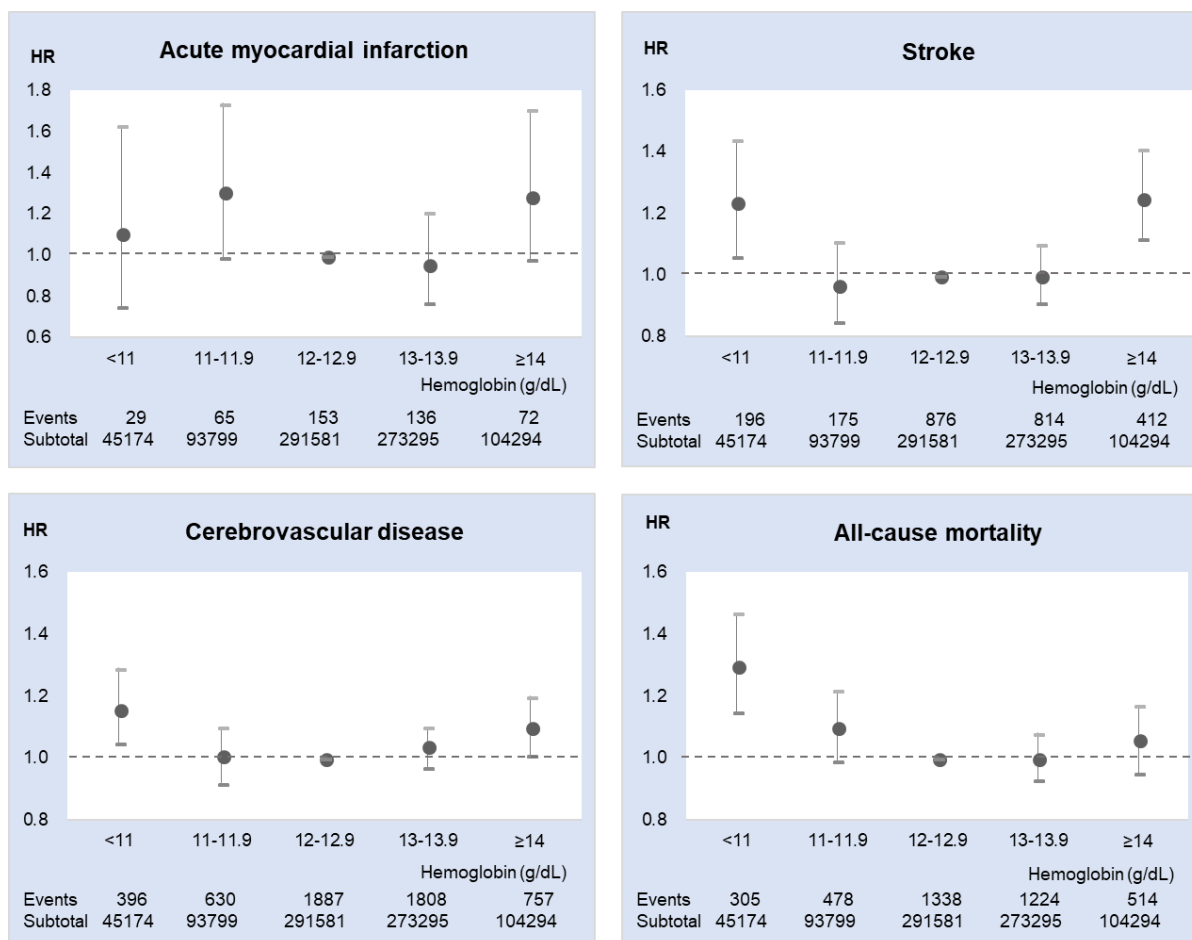 Acute myocardial infarction
HR
1.8
1.6
1.4
1.2
1.0
0.8
0.6
<11 11-11.9 12-12.9 13-13.9 ≥14
Hemoglobin (g/dL)
Events 29 65 153 136 72
Subtotal 45174 93799 291581 273295 104294
Stroke
HR
1.6
1.4
1.2
1.0
0.8
<11 11-11.9 12-12.9 13-13.9 ≥14
Hemoglobin (g/dL)
Events 196 175 876 814 412
Subtotal 45174 93799 291581 273295 104294
Cerebrovascular disease
HR
1.6
1.4
1.2
1.0
0.8
<11 11-11.9 12-12.9 13-13.9 ≥14
Hemoglobin (g/dL)
Events 396 630 1887 1808 757
Subtotal 45174 93799 291581 273295 104294
All-cause mortality
HR
1.6
1.4
1.2
1.0
0.8
<11 11-11.9 12-12.9 13-13.9 ≥14
Hemoglobin (g/dL)
Events 305 478 1338 1224 514
Subtotal 45174 93799 291581 273295 104294